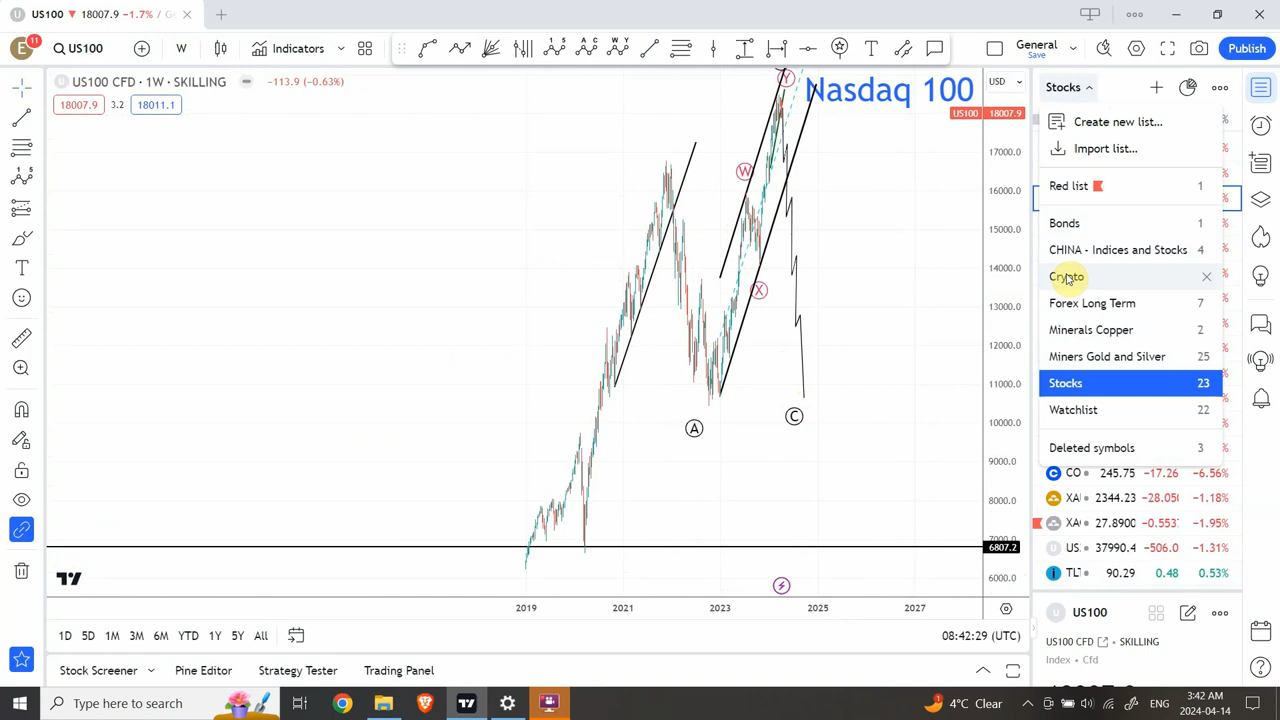 US100 ▼ 18007.9 −1.7% / Ge
E
11
US100
W
Indicators
A C
W Y
General
Save
Publish
US100 CFD · 1W · SKILLING
−113.9 (−0.63%)
18007.9
3.2
18011.1
Nasdaq 100
USD
US100
18007.9
17000.0
16000.0
15000.0
14000.0
13000.0
12000.0
11000.0
10000.0
9000.0
8000.0
7000.0
6807.2
6000.0
Y
W
X
A
C
2019
2021
2023
2025
2027
1D
5D
1M
3M
6M
YTD
1Y
5Y
All
08:42:29 (UTC)
Stock Screener
Pine Editor
Strategy Tester
Trading Panel
Stocks
Create new list...
Import list...
Red list
1
Bonds
1
CHINA - Indices and Stocks
4
Crypto
Forex Long Term
7
Minerals Copper
2
Miners Gold and Silver
25
Stocks
23
Watchlist
22
Deleted symbols
3
CO
245.75
−17.26
−6.56%
XA
2344.23
−28.05
−1.18%
XA
27.8900
−0.553
−1.95%
US
37990.4
−506.0
−1.31%
TL
90.29
0.48
0.53%
US100
US100 CFD
SKILLING
Index • Cfd
Type here to search
4°C Clear
ENG
3:42 AM
2024-04-14